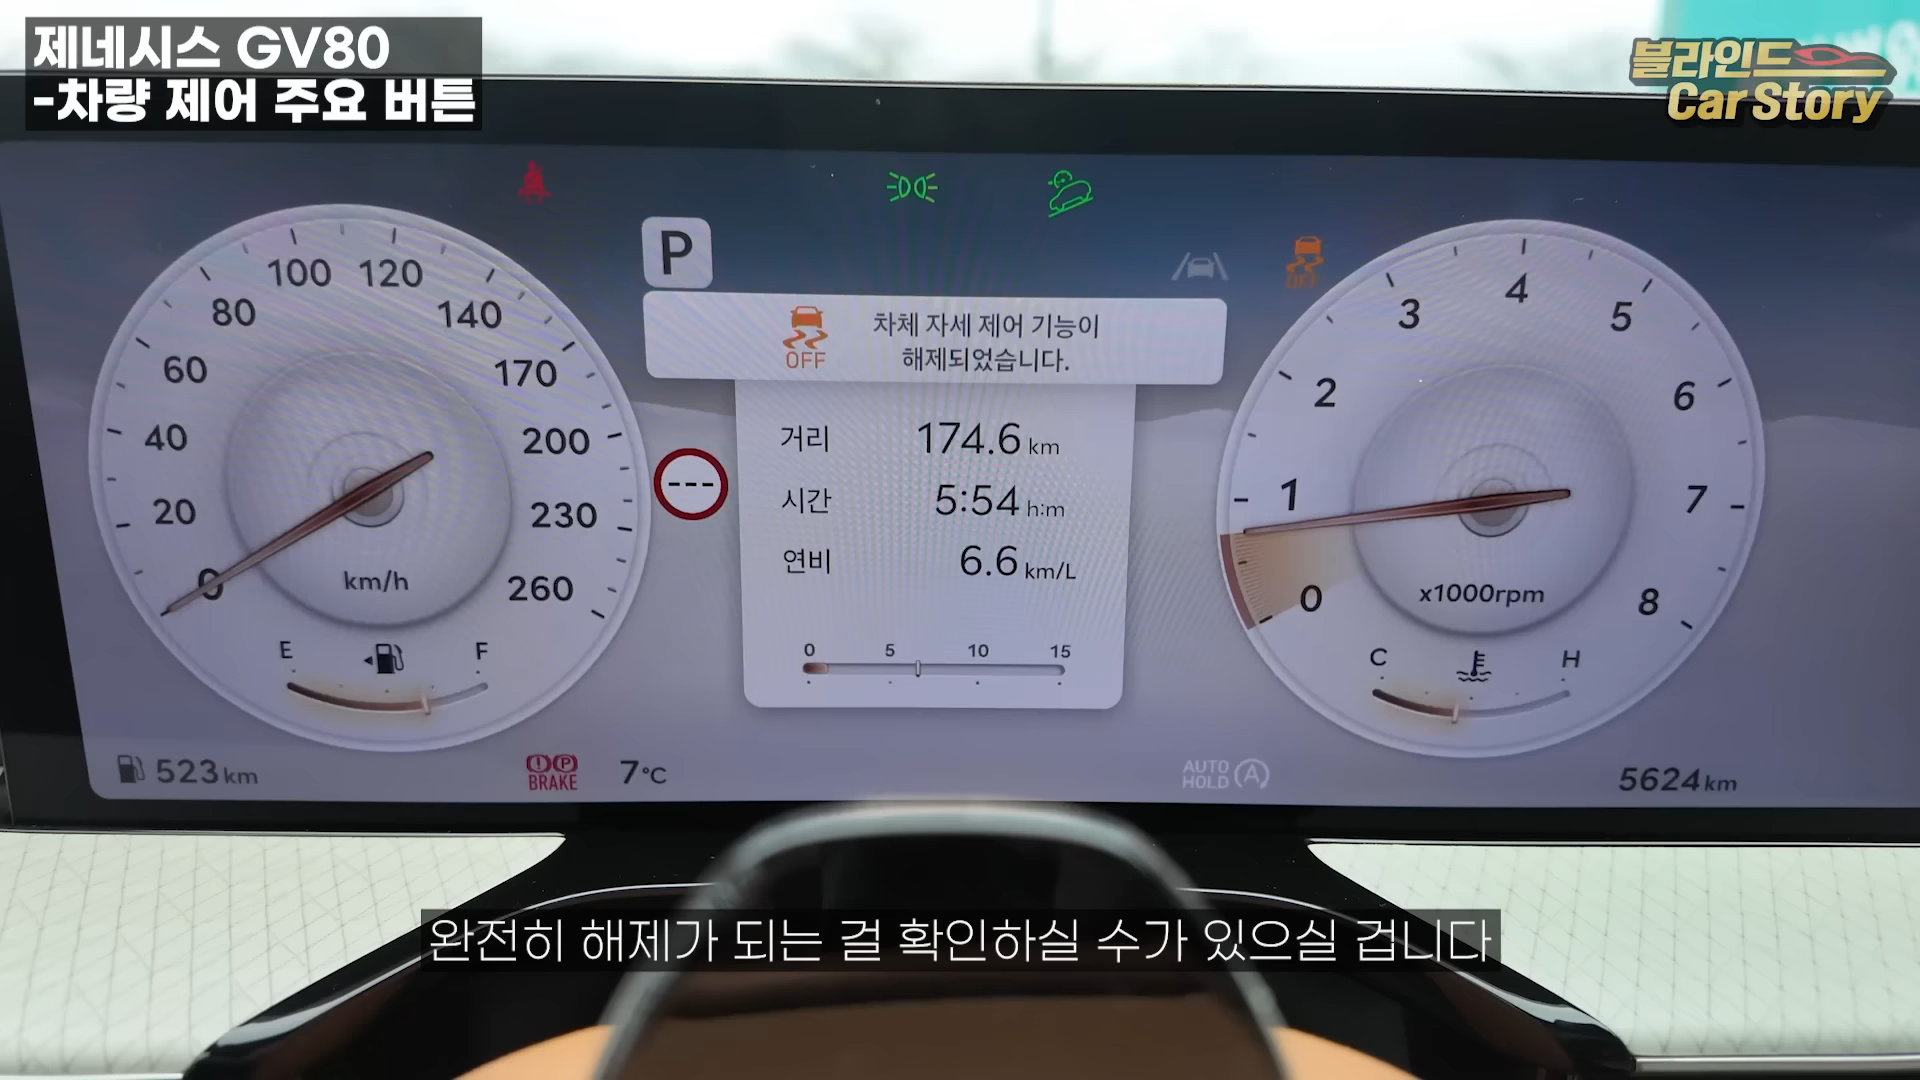 제네시스 GV80
-차량 제어 주요 버튼
블라인드
Car Story
P
OFF
차체 자세 제어 기능이
해제되었습니다.
OFF
거리 174.6 km
시간 5:54 h:m
연비 6.6 km/L
0 5 10 15
---
0
20
40
60
80
100
120
140
170
200
230
260
km/h
E F
0
1
2
3
4
5
6
7
8
x1000rpm
C H
523 km
BRAKE
7°C
AUTO
HOLD
A
5624 km
완전히 해제가 되는 걸 확인하실 수가 있으실 겁니다